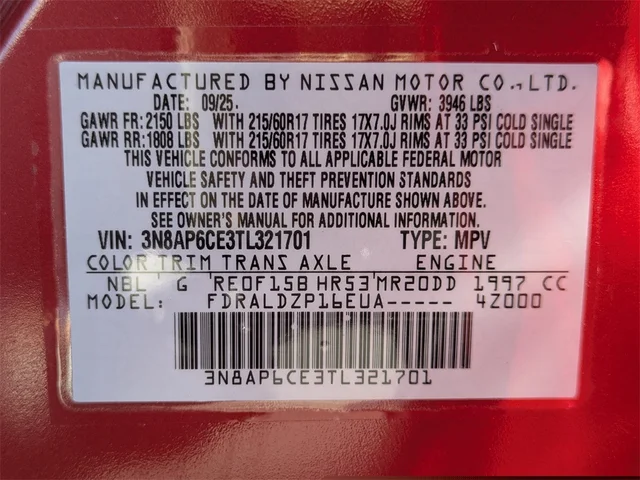 MANUFACTURED BY NISSAN MOTOR CO., LTD.
DATE: 09/25. GVWR: 3946 LBS
GAWR FR: 2150 LBS WITH 215/60R17 TIRES 17X7.0J RIMS AT 33 PSI COLD SINGLE
GAWR RR: 1808 LBS WITH 215/60R17 TIRES 17X7.0J RIMS AT 33 PSI COLD SINGLE
THIS VEHICLE CONFORMS TO ALL APPLICABLE FEDERAL MOTOR
VEHICLE SAFETY AND THEFT PREVENTION STANDARDS
IN EFFECT ON THE DATE OF MANUFACTURE SHOWN ABOVE.
SEE OWNER'S MANUAL FOR ADDITIONAL INFORMATION.
VIN: 3N8AP6CE3TL321701 TYPE: MPV
COLOR TRIM TRANS AXLE ENGINE
NBL G RE0F15B HR53 MR20DD 1997 CC
MODEL: FDRALDZP16EUA----- 4Z000
3N8AP6CE3TL321701